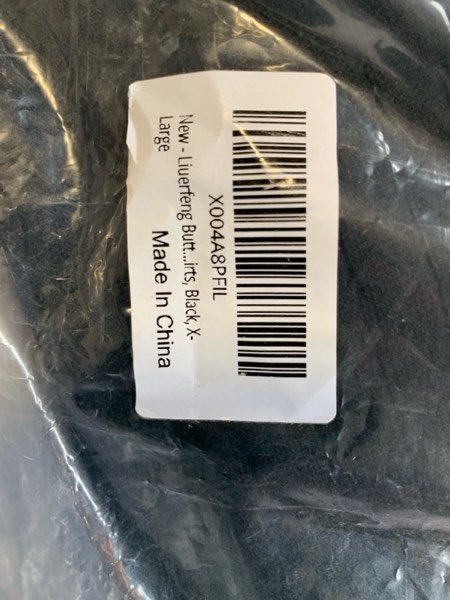 X004A8PFIL
New - Liuerfeng Butt...irts, Black, X-
Large
Made In China